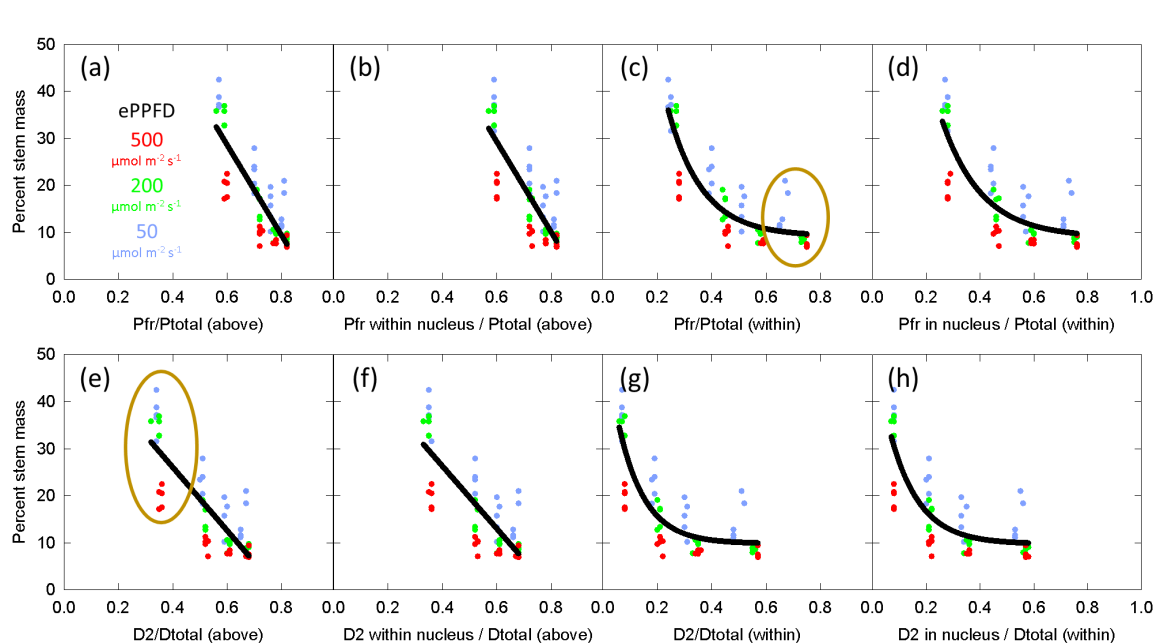 (a) (b) (c) (d)
Percent stem mass
50
40
30
20
10
0
ePPFD
500
μmol m-2 s-1
200
μmol m-2 s-1
50
μmol m-2 s-1
0.0 0.2 0.4 0.6 0.8 0.0 0.2 0.4 0.6 0.8 0.0 0.2 0.4 0.6 0.8 0.0 0.2 0.4 0.6 0.8 1.0
Pfr/Ptotal (above) Pfr within nucleus / Ptotal (above) Pfr/Ptotal (within) Pfr in nucleus / Ptotal (within)
(e) (f) (g) (h)
Percent stem mass
50
40
30
20
10
0
0.0 0.2 0.4 0.6 0.8 0.0 0.2 0.4 0.6 0.8 0.0 0.2 0.4 0.6 0.8 0.0 0.2 0.4 0.6 0.8 1.0
D2/Dtotal (above) D2 within nucleus / Dtotal (above) D2/Dtotal (within) D2 in nucleus / Dtotal (within)